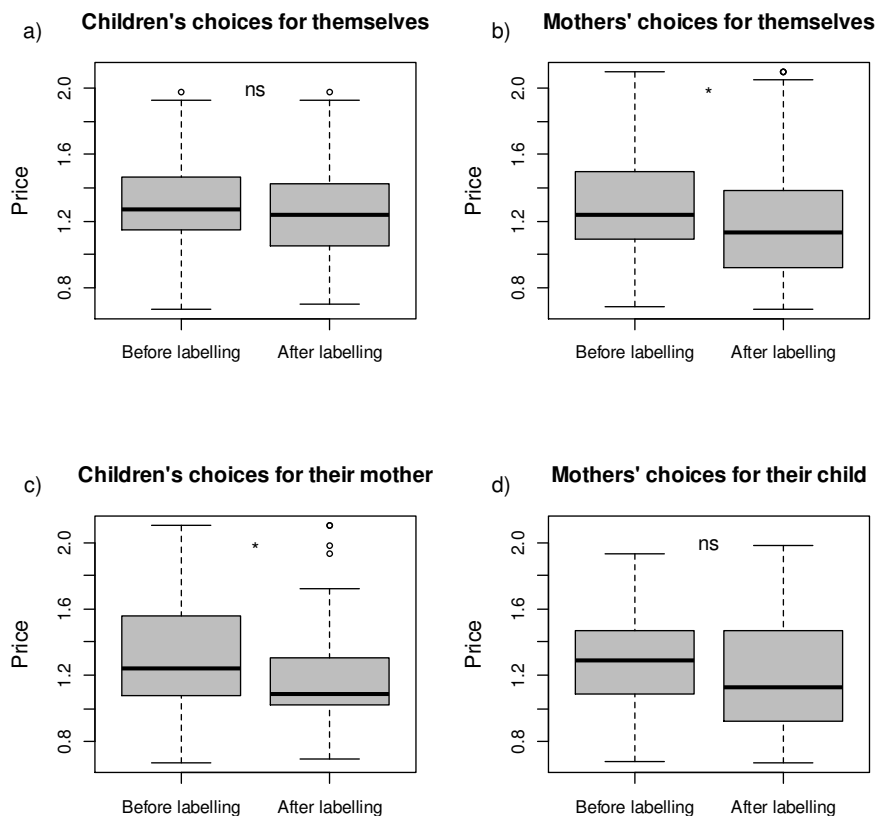 a) Children's choices for themselves
2.0
ns
1.6
Price
1.2
0.8
Before labelling After labelling
b) Mothers' choices for themselves
2.0
*
1.6
Price
1.2
0.8
Before labelling After labelling
c) Children's choices for their mother
2.0
*
1.6
Price
1.2
0.8
Before labelling After labelling
d) Mothers' choices for their child
2.0
ns
1.6
Price
1.2
0.8
Before labelling After labelling